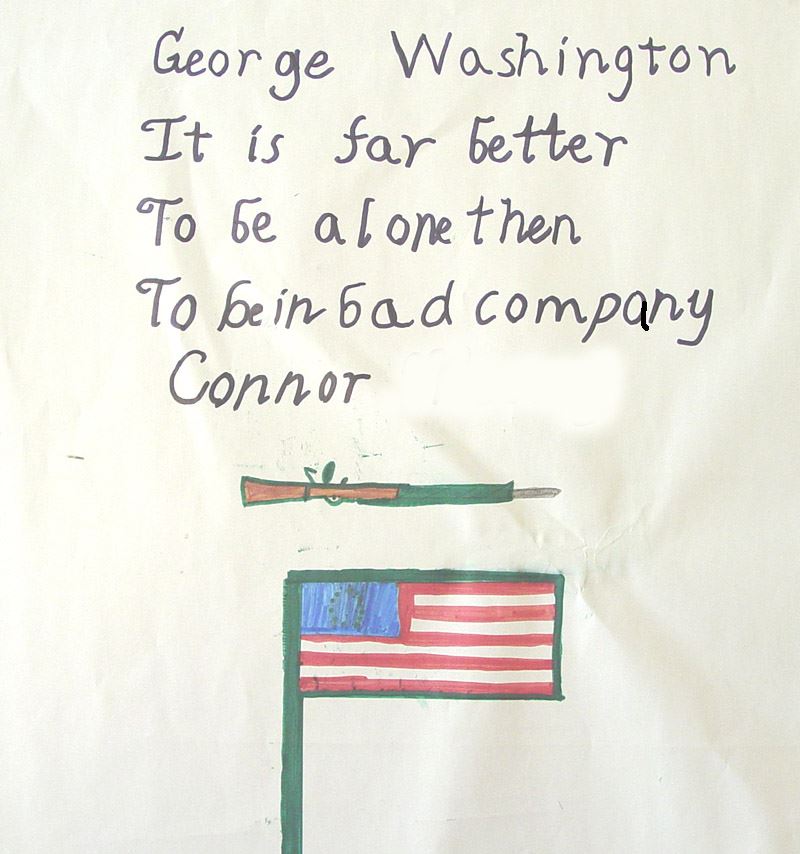 George Washington
It is far better
To be alone then
To be in bad company
Connor